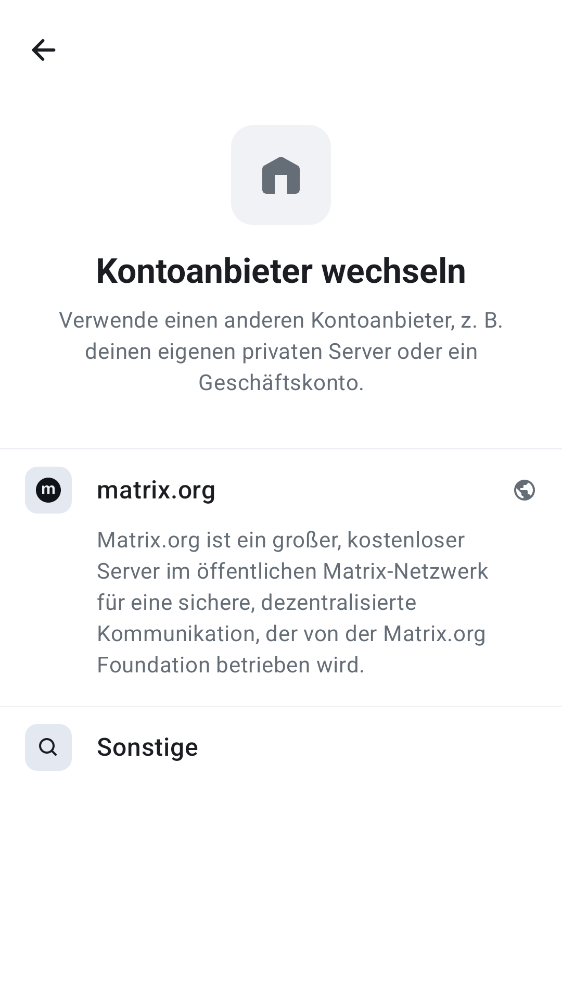 Kontoanbieter wechseln
Verwende einen anderen Kontoanbieter, z. B.
deinen eigenen privaten Server oder ein
Geschäftskonto.
m
matrix.org
Matrix.org ist ein großer, kostenloser
Server im öffentlichen Matrix-Netzwerk
für eine sichere, dezentralisierte
Kommunikation, der von der Matrix.org
Foundation betrieben wird.
Sonstige